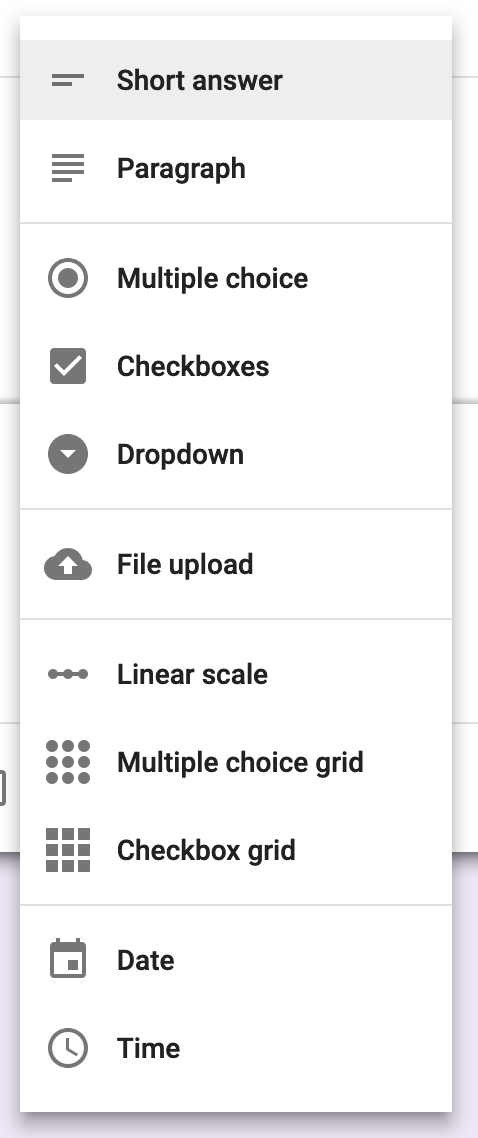 Short answer
Paragraph
Multiple choice
Checkboxes
Dropdown
File upload
Linear scale
Multiple choice grid
Checkbox grid
Date
Time